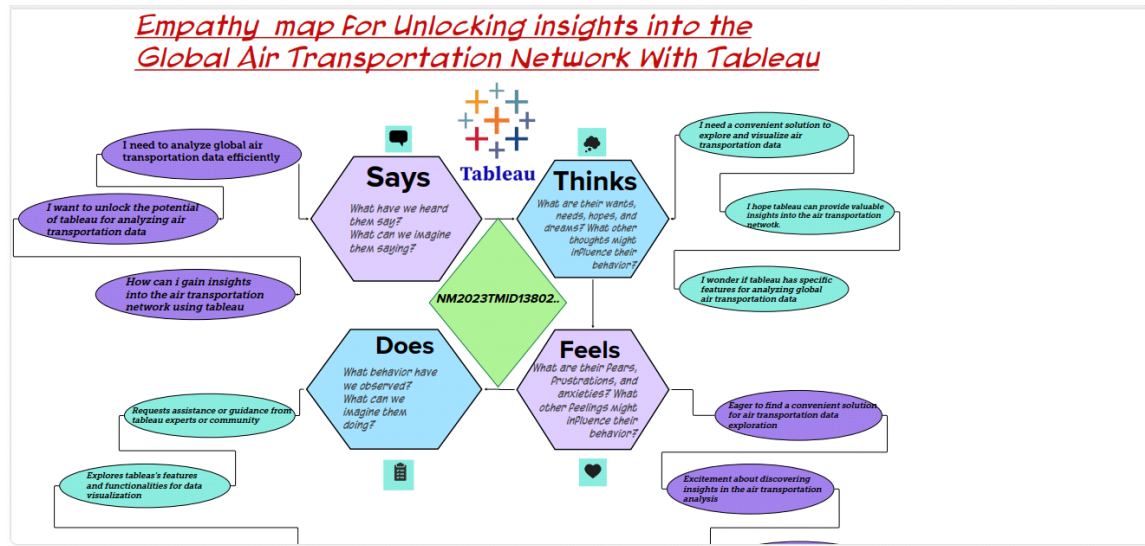 Empathy map for Unlocking insights into the
Global Air Transportation Network With Tableau
I need to analyze global air
transportation data efficiently
I want to unlock the potential
of tableau for analyzing air
transportation data
How can i gain insights
into the air transportation
network using tableau
Says
What have we heard
them say?
What can we imagine
them saying?
Tableau
Thinks
What are their wants,
needs, hopes, and
dreams? What other
thoughts might
influence their
behavior?
I need a convenient solution to
explore and visualize air
transportation data
I hope tableau can provide valuable
insights into the air transportation
netwotk.
I wonder if tableau has specific
features for analyzing global
air transportation data
NM2023TMID13802..
Does
What behavior have
we observed?
What can we
imagine them
doing?
Requests assistance or guidance from
tableau experts or community
Explores tableas's features
and functionalities for data
visualization
Feels
What are their fears,
frustrations, and
anxieties? What
other feelings might
influence their
behavior?
Eager to find a convenient solution
for air transportation data
exploration
Excitement about discovering
insights in the air transportation
analysis